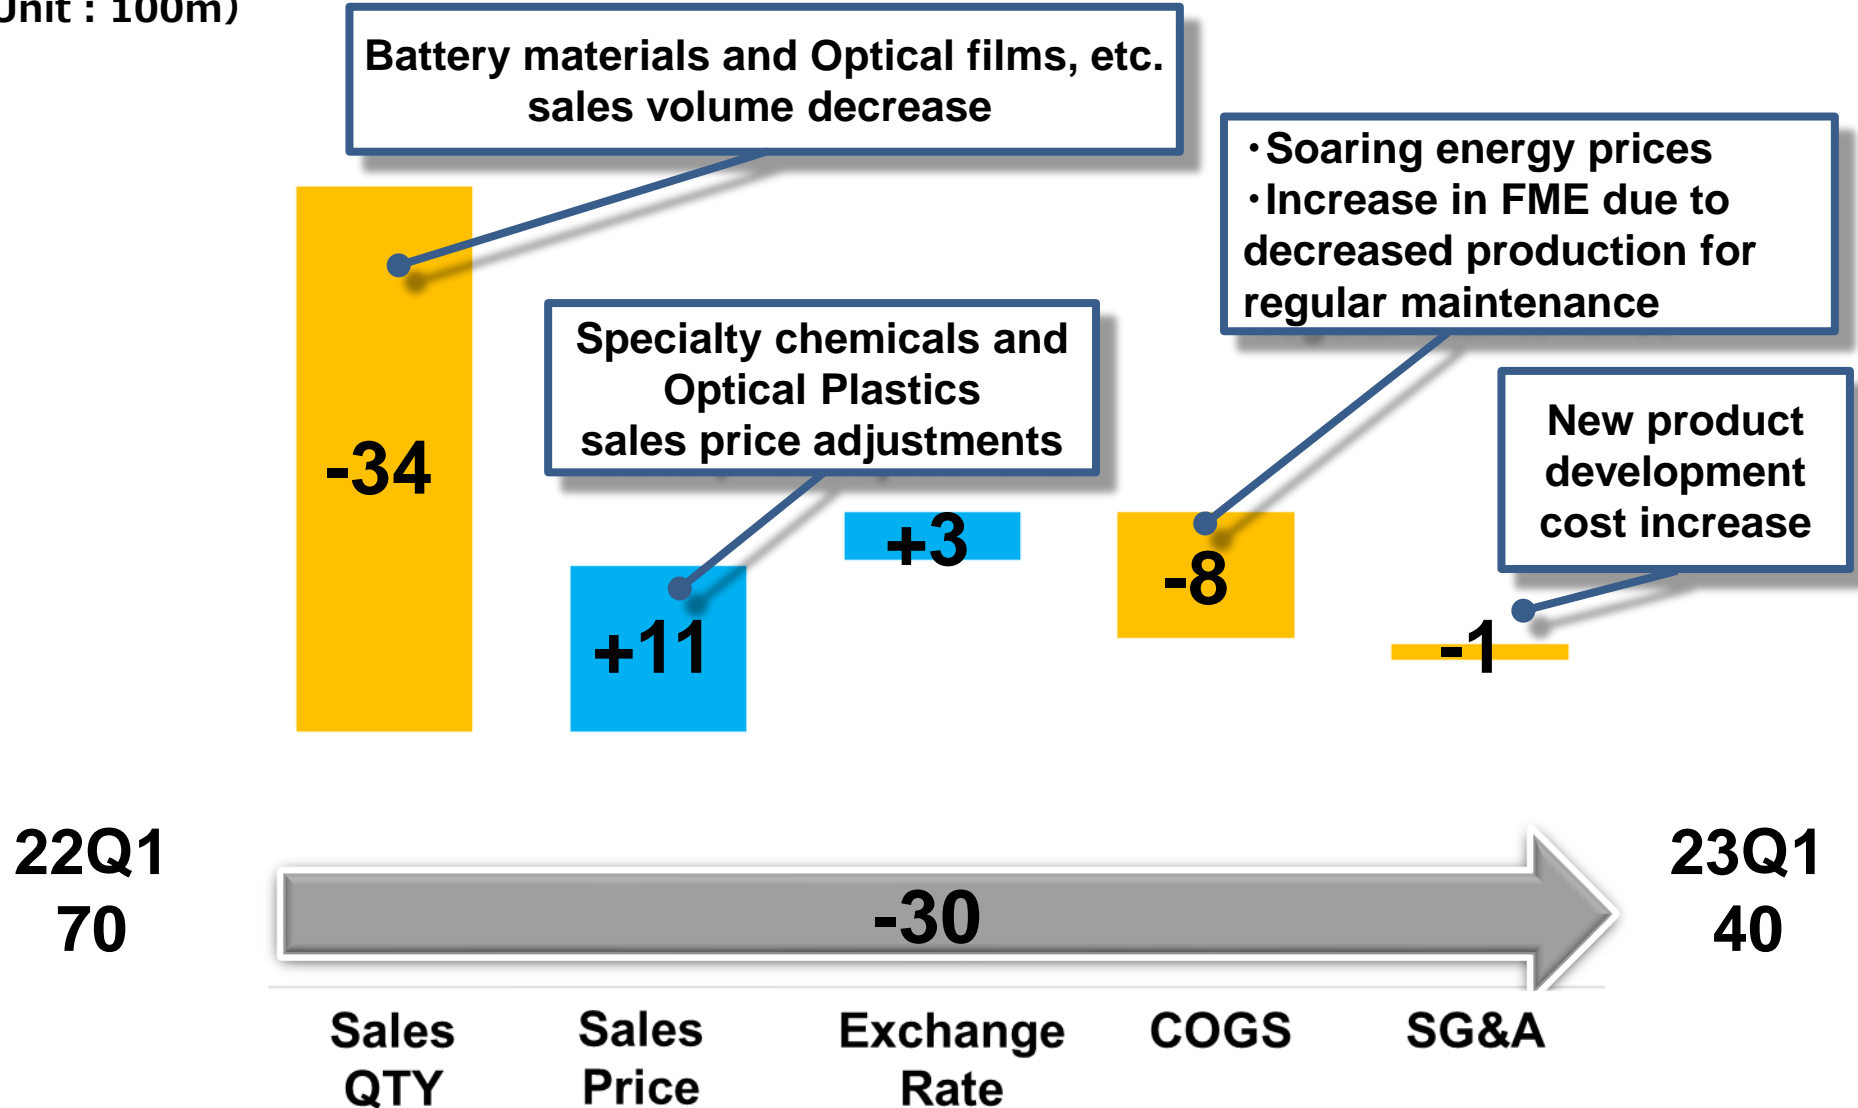 Unit : 100m)
Battery materials and Optical films, etc.
sales volume decrease
・Soaring energy prices
・Increase in FME due to
decreased production for
regular maintenance
Specialty chemicals and
Optical Plastics
sales price adjustments
New product
development
cost increase
-34
+11
+3
-8
-1
22Q1
70
-30
23Q1
40
Sales
QTY
Sales
Price
Exchange
Rate
COGS
SG&A